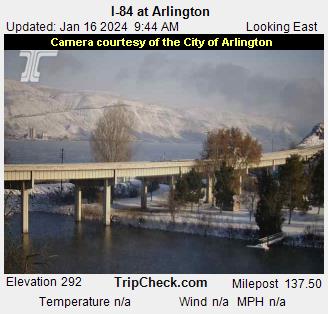 I-84 at Arlington
Updated: Jan 16 2024 9:44 AM Looking East
Camera courtesy of the City of Arlington
Elevation 292 TripCheck.com Milepost 137.50
Temperature n/a Wind n/a MPH n/a